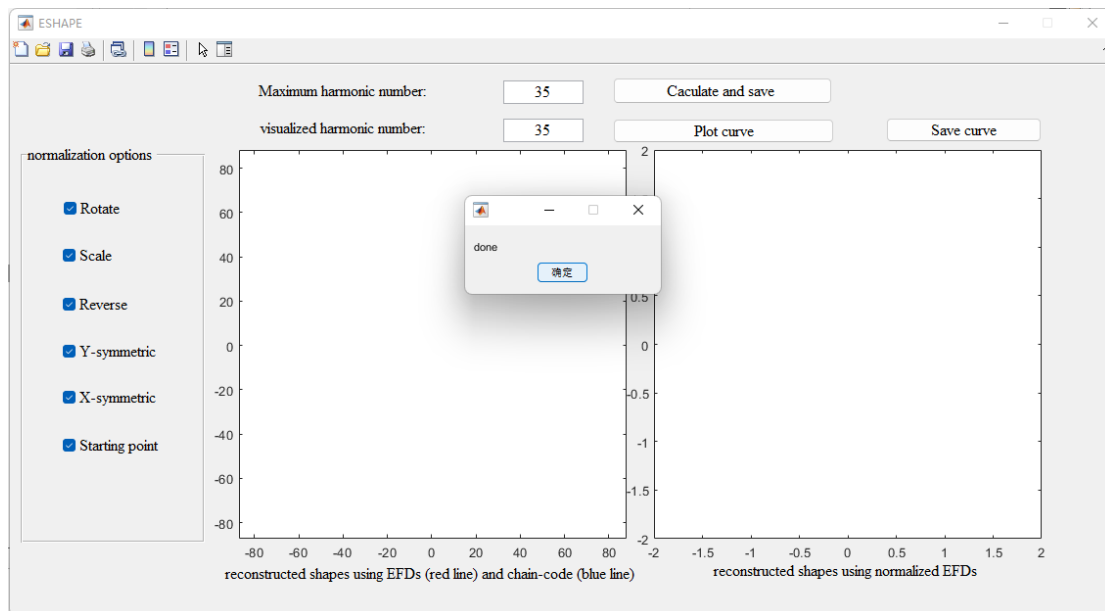 ESHAPE
Maximum harmonic number:
35
Caculate and save
visualized harmonic number:
35
Plot curve
Save curve
normalization options
Rotate
Scale
Reverse
Y-symmetric
X-symmetric
Starting point
80
60
40
20
0
-20
-40
-60
-80
-80
-60
-40
-20
0
20
40
60
80
reconstructed shapes using EFDs (red line) and chain-code (blue line)
done
确定
2
0.5
0
-0.5
-1
-1.5
-2
-2
-1.5
-1
-0.5
0
0.5
1
1.5
2
reconstructed shapes using normalized EFDs